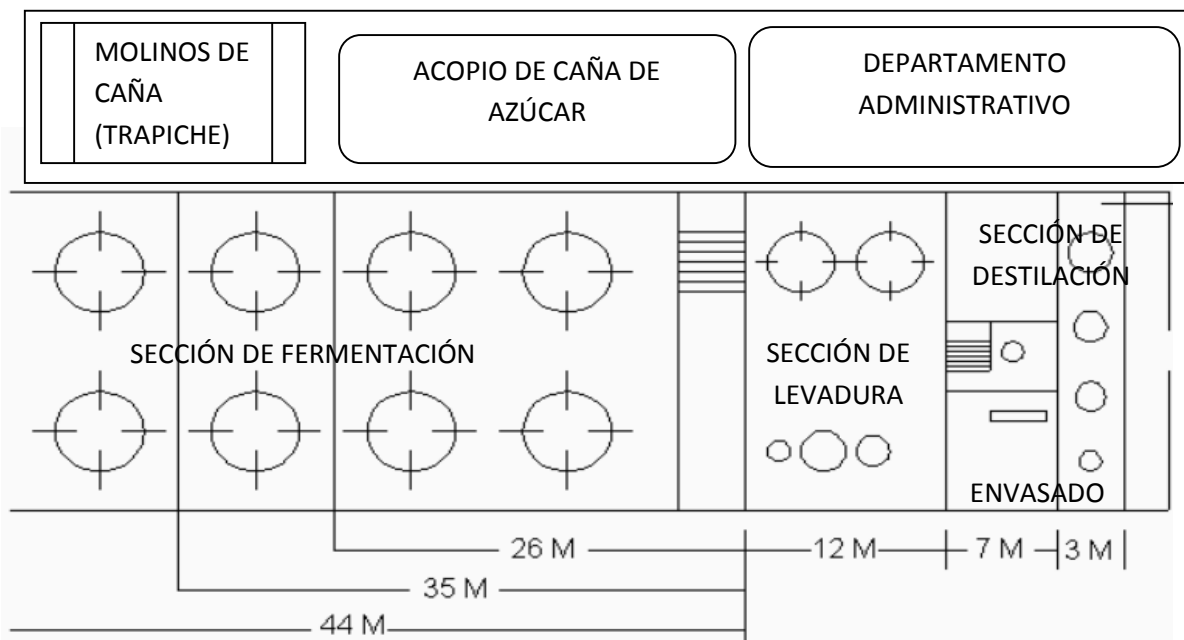 MOLINOS DE
CAÑA
(TRAPICHE)
ACOPIO DE CAÑA DE
AZÚCAR
DEPARTAMENTO
ADMINISTRATIVO
SECCIÓN DE FERMENTACIÓN
SECCIÓN DE
LEVADURA
SECCIÓN DE
DESTILACIÓN
ENVASADO
26 M
12 M
7 M
3 M
35 M
44 M